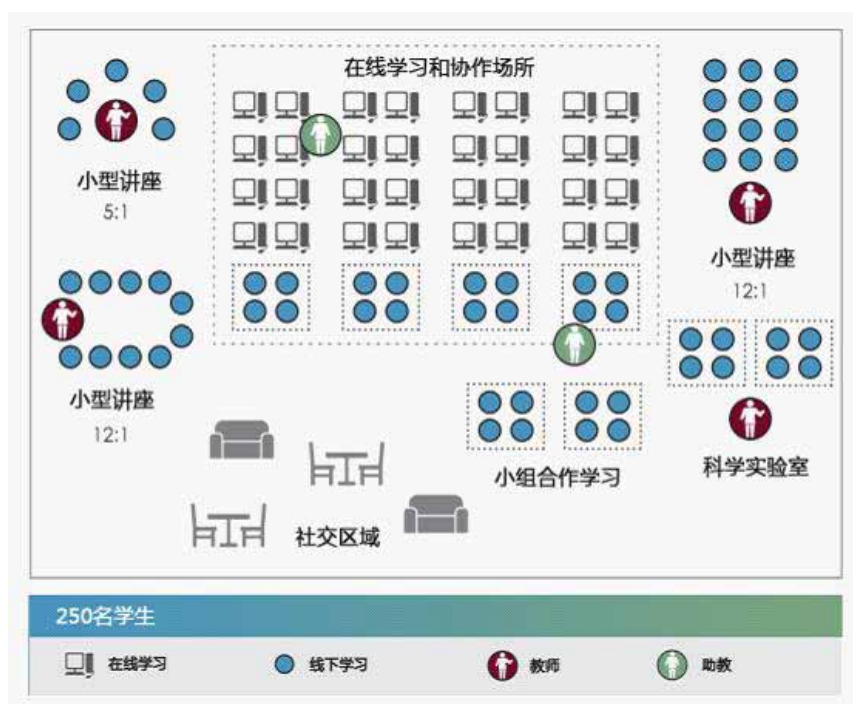 在线学习和协作场所
小型讲座
5:1
小型讲座
12:1
小型讲座
12:1
小组合作学习
科学实验室
社交区域
250名学生
在线学习
线下学习
教师
助教